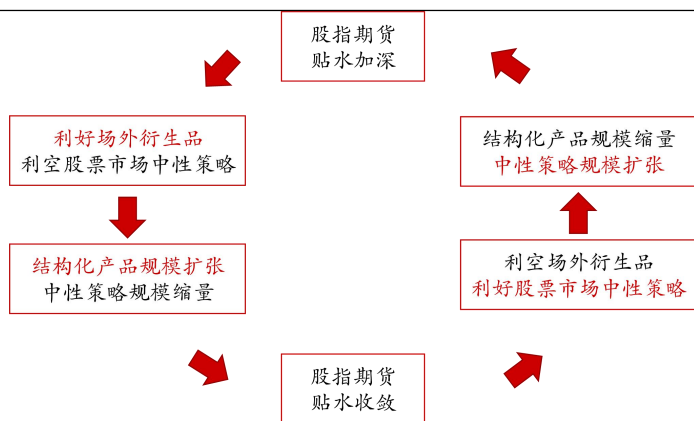 股指期货
贴水加深
利好场外衍生品
利空股票市场中性策略
结构化产品规模扩张
中性策略规模缩量
股指期货
贴水收敛
利空场外衍生品
利好股票市场中性策略
结构化产品规模缩量
中性策略规模扩张